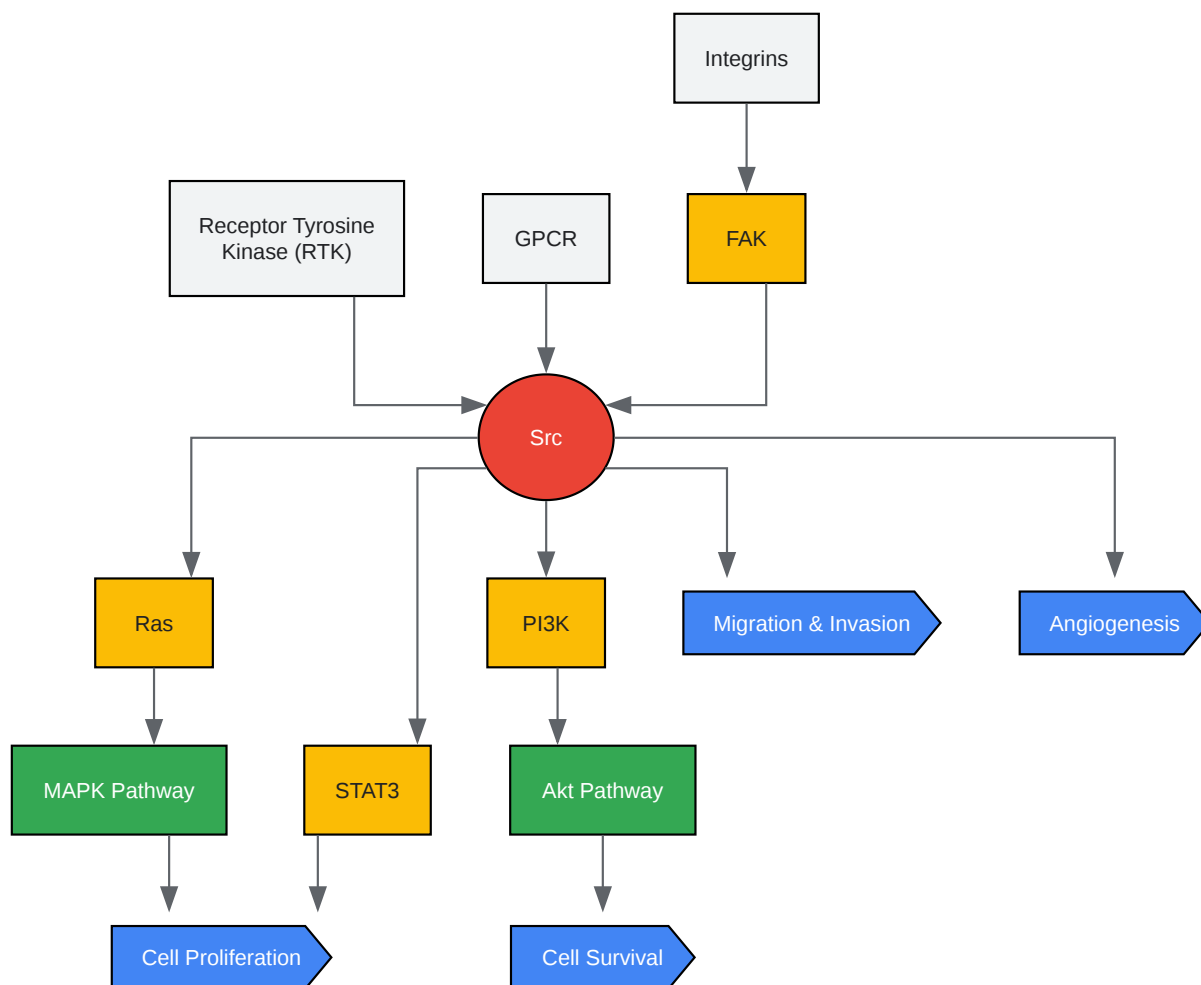 Integrins
Receptor Tyrosine
Kinase (RTK)
GPCR
FAK
Src
Ras
PI3K
Migration & Invasion
Angiogenesis
MAPK Pathway
STAT3
Akt Pathway
Cell Proliferation
Cell Survival